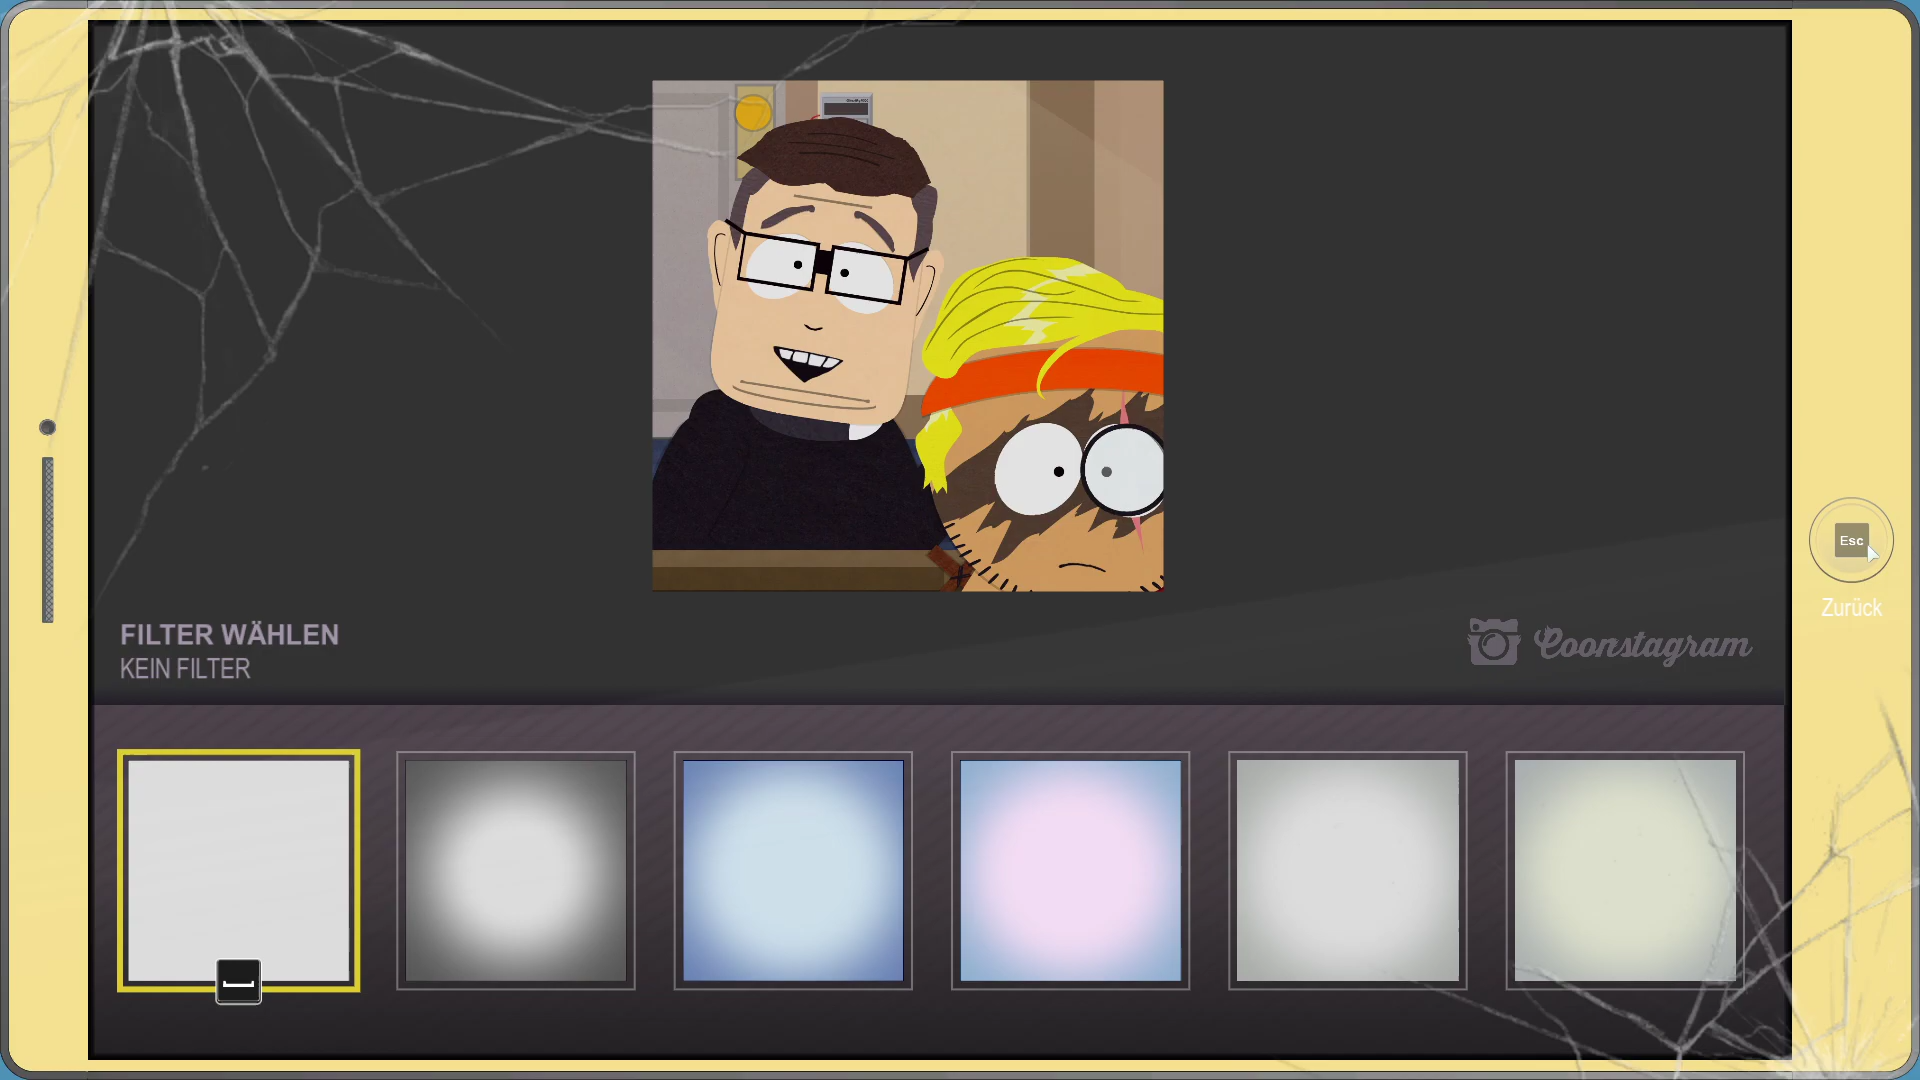 FILTER WÄHLEN
KEIN FILTER
Coonstagram
Esc
Zurück